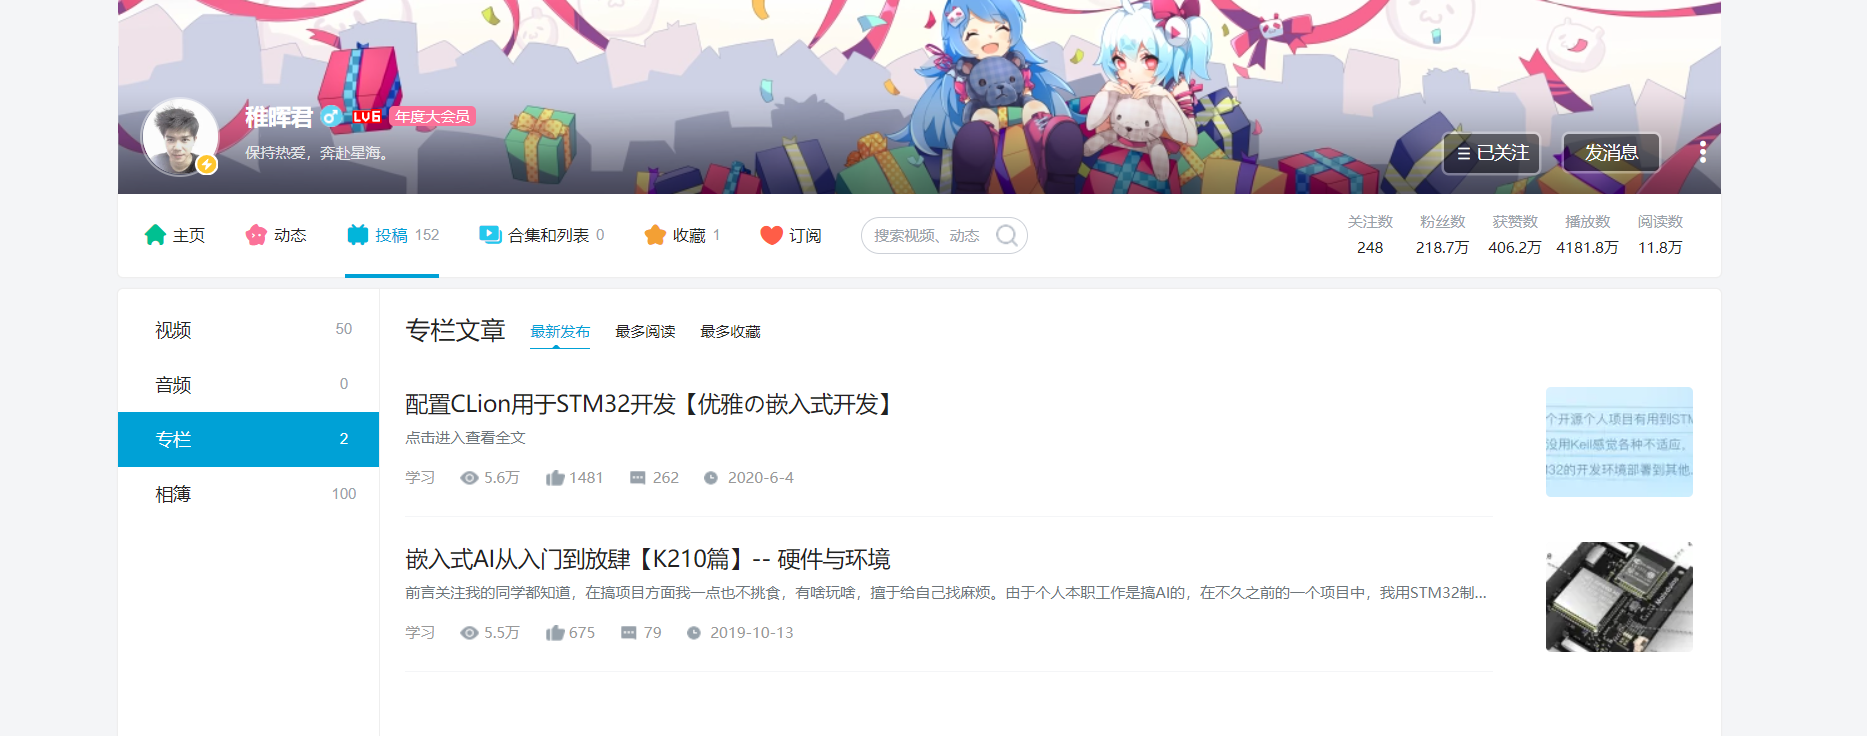 稚晖君 LV6 年度大会员
保持热爱，奔赴星海。
已关注 发消息
主页 动态 投稿 152 合集和列表 0 收藏 1 订阅 搜索视频、动态
关注数 粉丝数 获赞数 播放数 阅读数
248 218.7万 406.2万 4181.8万 11.8万
视频 50
音频 0
专栏 2
相簿 100
专栏文章 最新发布 最多阅读 最多收藏
配置CLion用于STM32开发【优雅の嵌入式开发】
点击进入查看全文
学习 5.6万 1481 262 2020-6-4
个开源个人项目有用到STM
没用Keil感觉各种不适应，
M32的开发环境部署到其他
嵌入式AI从入门到放肆【K210篇】-- 硬件与环境
前言关注我的同学都知道，在搞项目方面我一点也不挑食，有啥玩啥，擅于给自己找麻烦。由于个人本职工作是搞AI的，在不久之前的一个项目中，我用STM32制...
学习 5.5万 675 79 2019-10-13